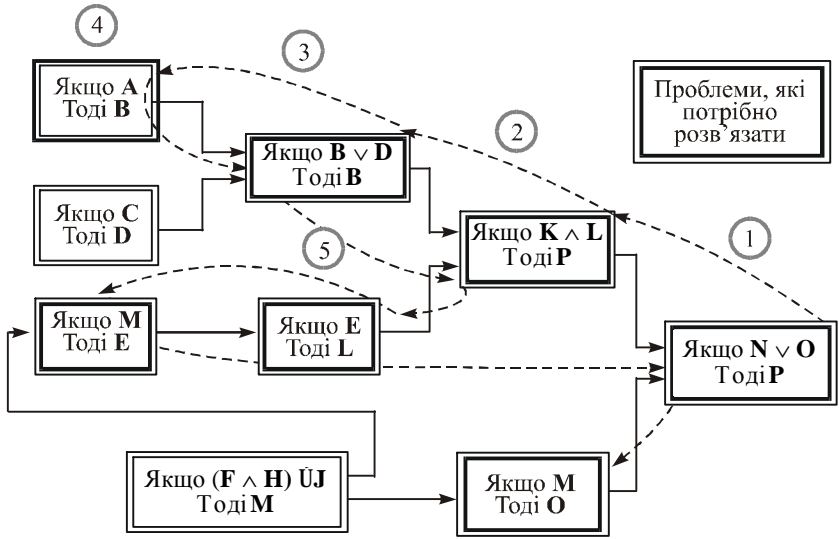 4
3
Якщо A
Тоді B
Проблеми, які
потрібно
розв’язати
2
Якщо B ∨ D
Тоді B
Якщо C
Тоді D
Якщо K ∧ L
Тоді P
1
5
Якщо M
Тоді E
Якщо E
Тоді L
Якщо N ∨ O
Тоді P
Якщо (F ∧ H) ÙJ
Тоді M
Якщо M
Тоді O